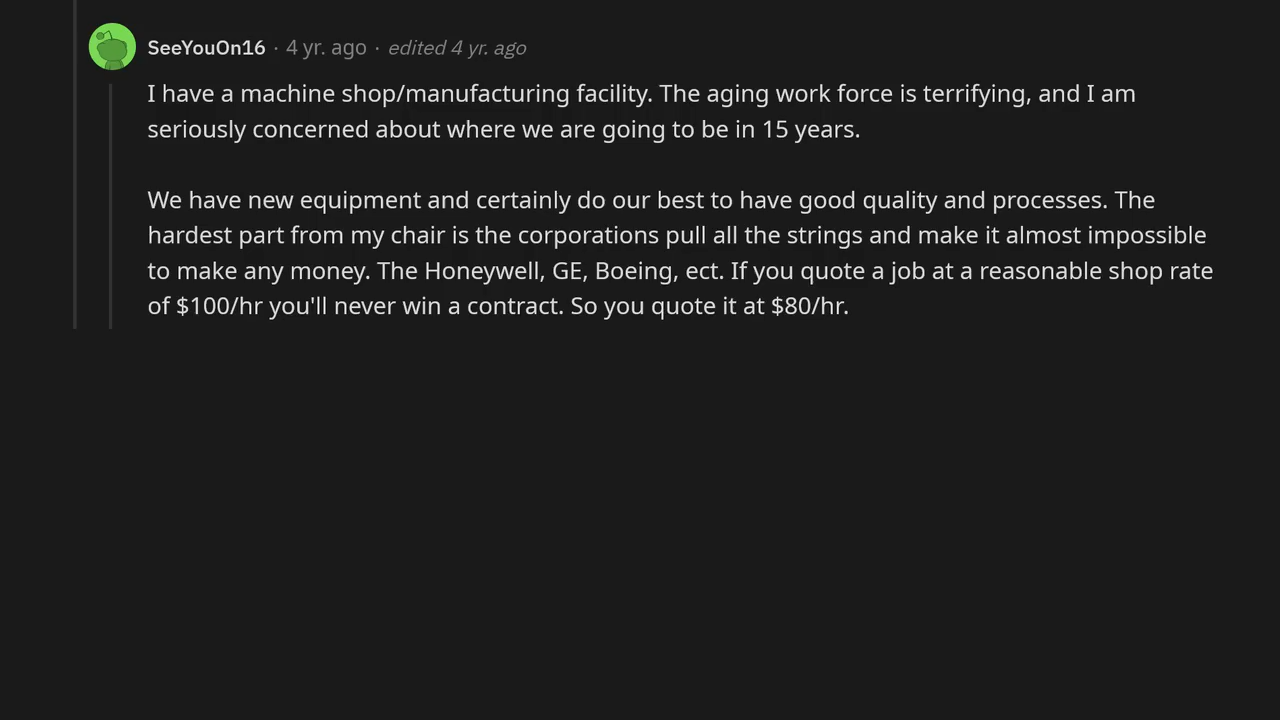 SeeYouOn16 · 4 yr. ago · edited 4 yr. ago
I have a machine shop/manufacturing facility. The aging work force is terrifying, and I am
seriously concerned about where we are going to be in 15 years.
We have new equipment and certainly do our best to have good quality and processes. The
hardest part from my chair is the corporations pull all the strings and make it almost impossible
to make any money. The Honeywell, GE, Boeing, ect. If you quote a job at a reasonable shop rate
of $100/hr you'll never win a contract. So you quote it at $80/hr.